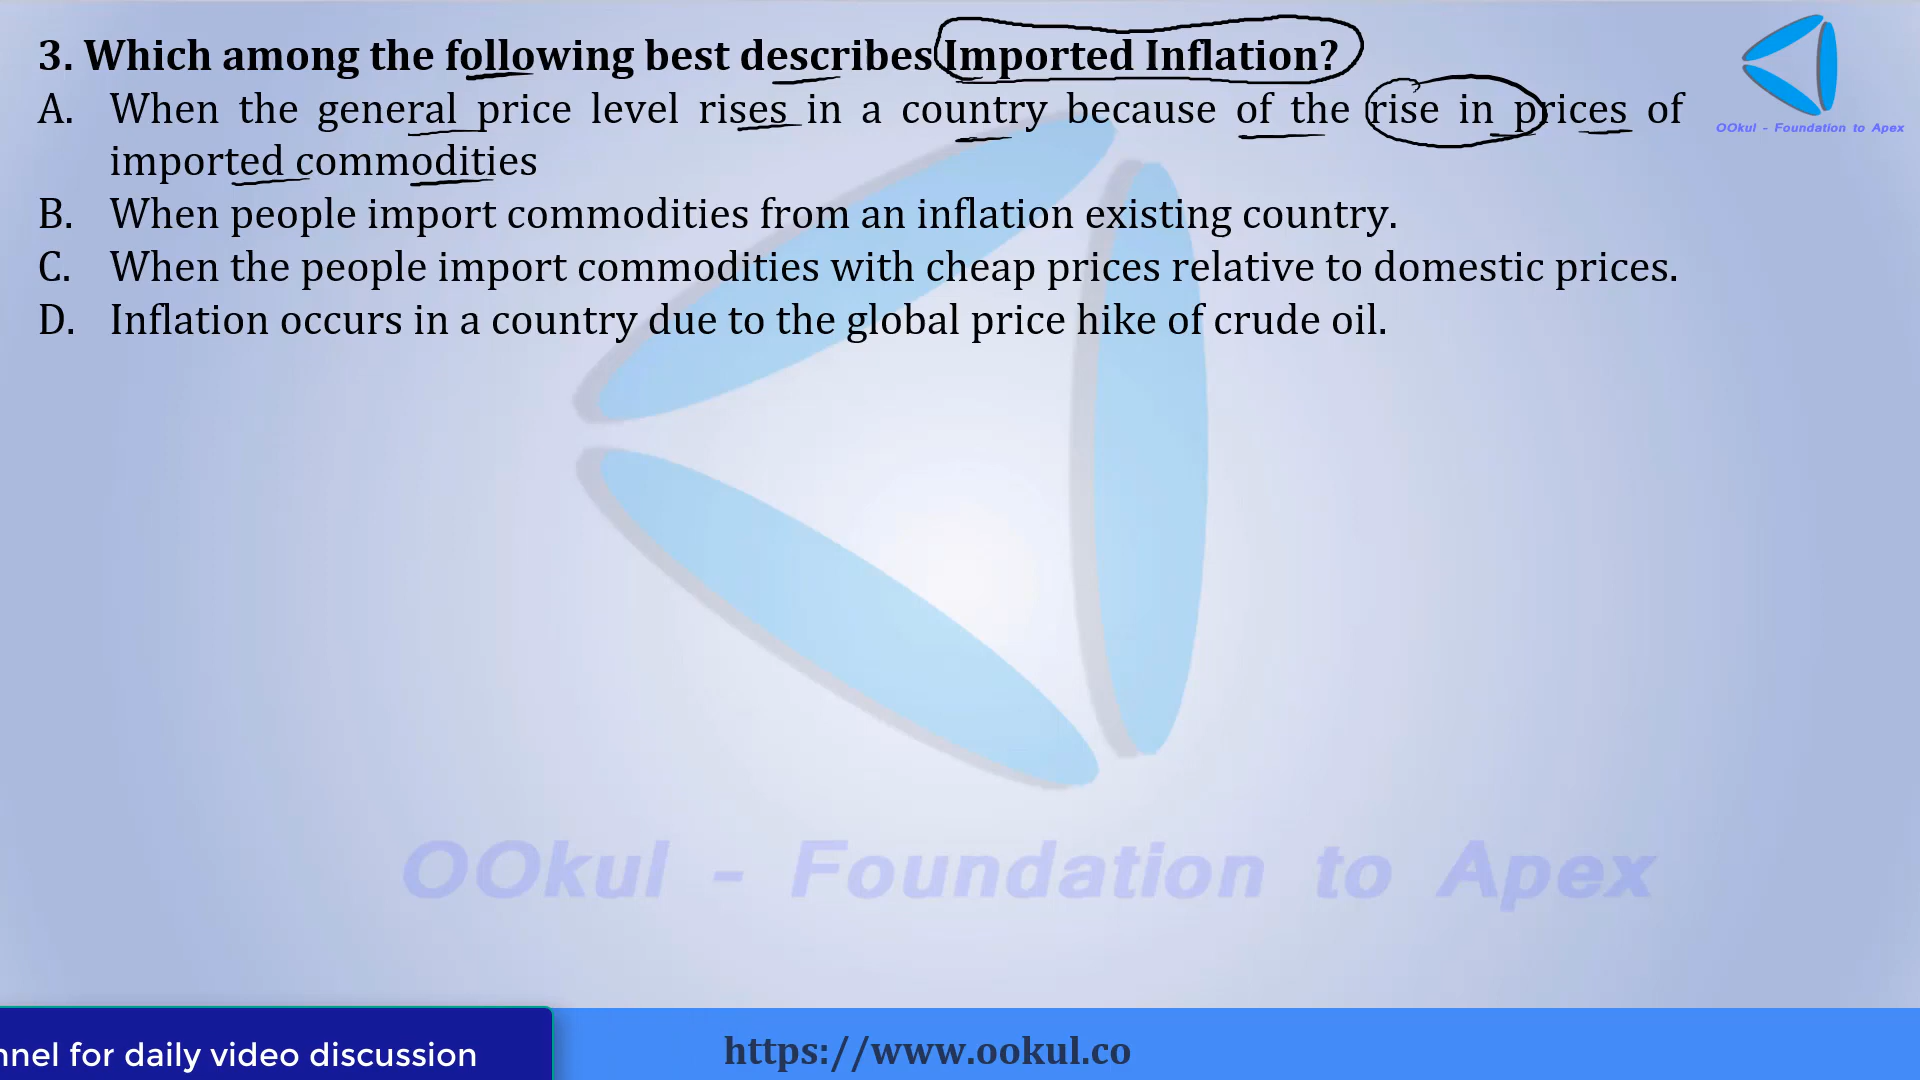 3. Which among the following best describes Imported Inflation?
A. When the general price level rises in a country because of the rise in prices of
imported commodities
B. When people import commodities from an inflation existing country.
C. When the people import commodities with cheap prices relative to domestic prices.
D. Inflation occurs in a country due to the global price hike of crude oil.
OOkul - Foundation to Apex
OOkul - Foundation to Apex
nnel for daily video discussion
https://www.ookul.co